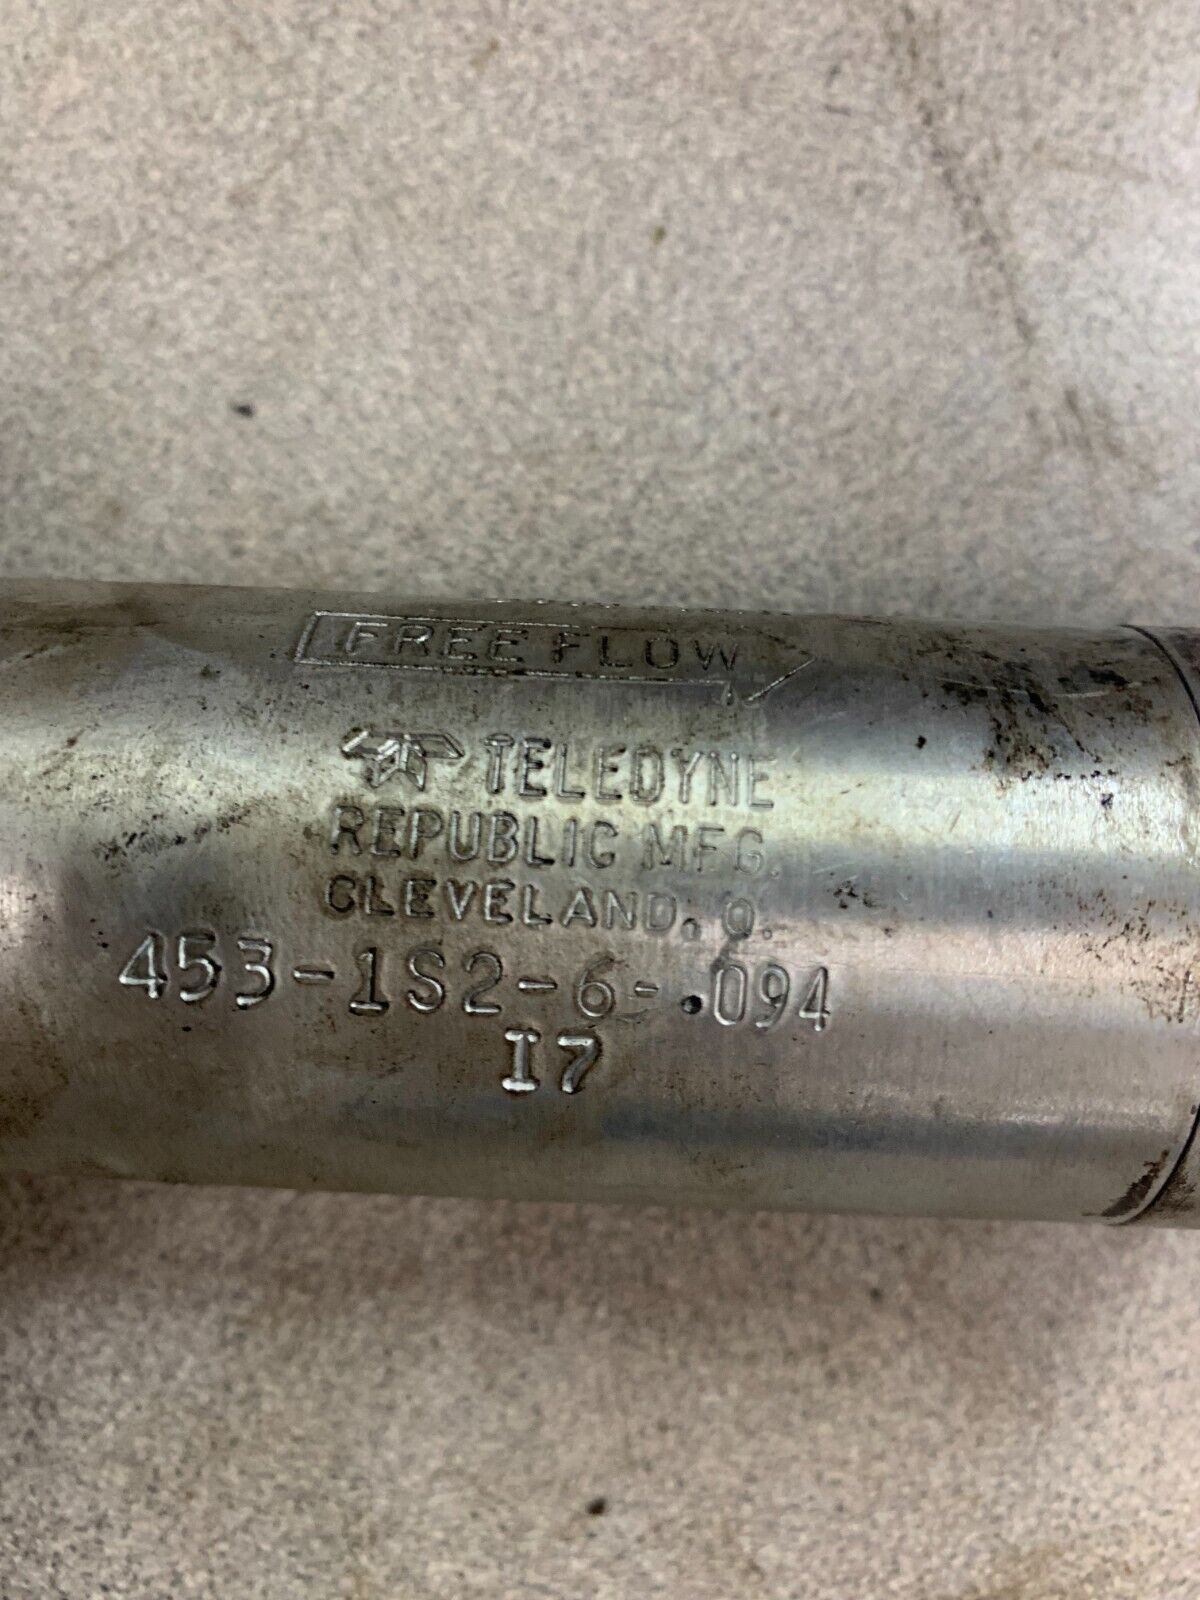 FREE FLOW
TELEDYNE
REPUBLIC MFG.
CLEVELAND, O.
453-1S2-6-.094
I7